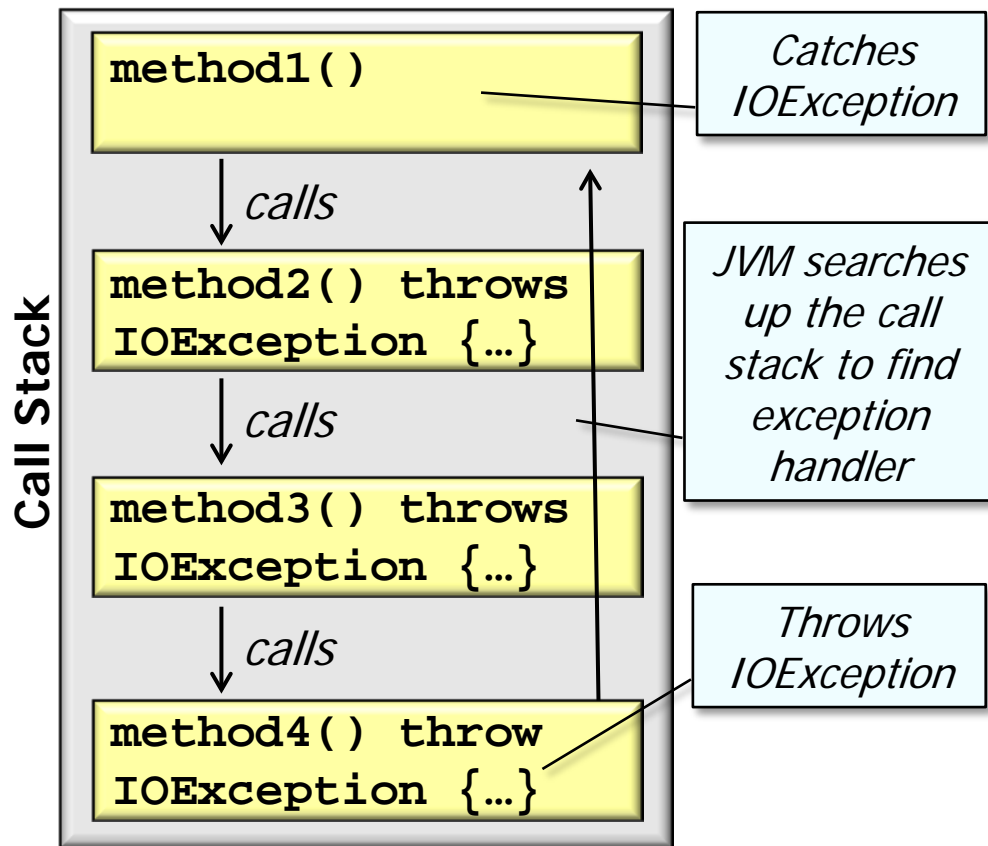 Call Stack
method1()
Catches
IOException
calls
method2() throws
IOException {…}
JVM searches
up the call
stack to find
exception
handler
calls
method3() throws
IOException {…}
calls
Throws
IOException
method4() throw
IOException {…}